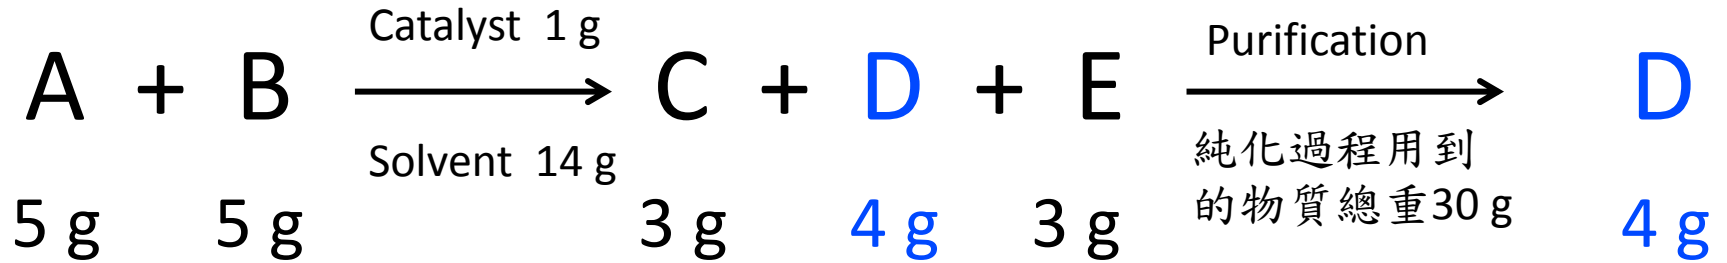 Catalyst 1 g
Purification
A + B → C + D + E → D
Solvent 14 g
純化過程用到
的物質總重30 g
5 g 5 g 3 g 4 g 3 g 4 g